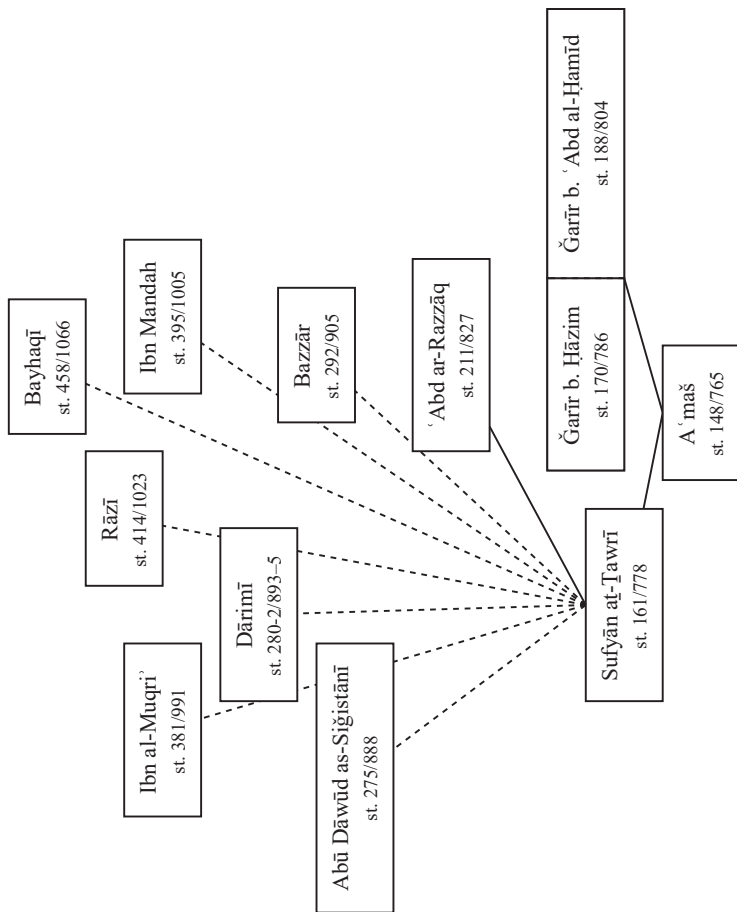 Bayhaqī
st. 458/1066
Ibn Mandah
st. 395/1005
Rāzī
st. 414/1023
Ibn al-Muqriʾ
st. 381/991
Dārimī
st. 280-2/893–5
Bazzār
st. 292/905
Abū Dāwūd as-Siǧistānī
st. 275/888
ʿAbd ar-Razzāq
st. 211/827
Ǧarīr b. Ḥāzim
st. 170/786
Ǧarīr b. ʿAbd al-Ḥamīd
st. 188/804
Sufyān aṯ-Ṯawrī
st. 161/778
Aʿmaš
st. 148/765